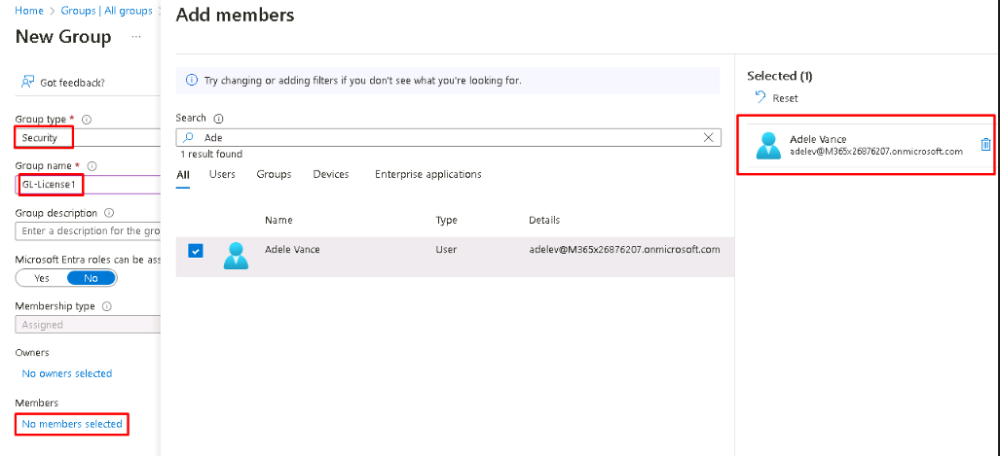 Home > Groups | All groups >
New Group ...
Got feedback?
Group type *
Security
Group name *
GL-License1
Group description
Enter a description for the gro
Microsoft Entra roles can be ass
Yes No
Membership type
Assigned
Owners
No owners selected
Members
No members selected
Add members
Try changing or adding filters if you don't see what you're looking for.
Search
Ade
1 result found
All Users Groups Devices Enterprise applications
Name Type Details
Adele Vance User adelev@M365x26876207.onmicrosoft.com
Selected (1)
Reset
Adele Vance
adelev@M365x26876207.onmicrosoft.com